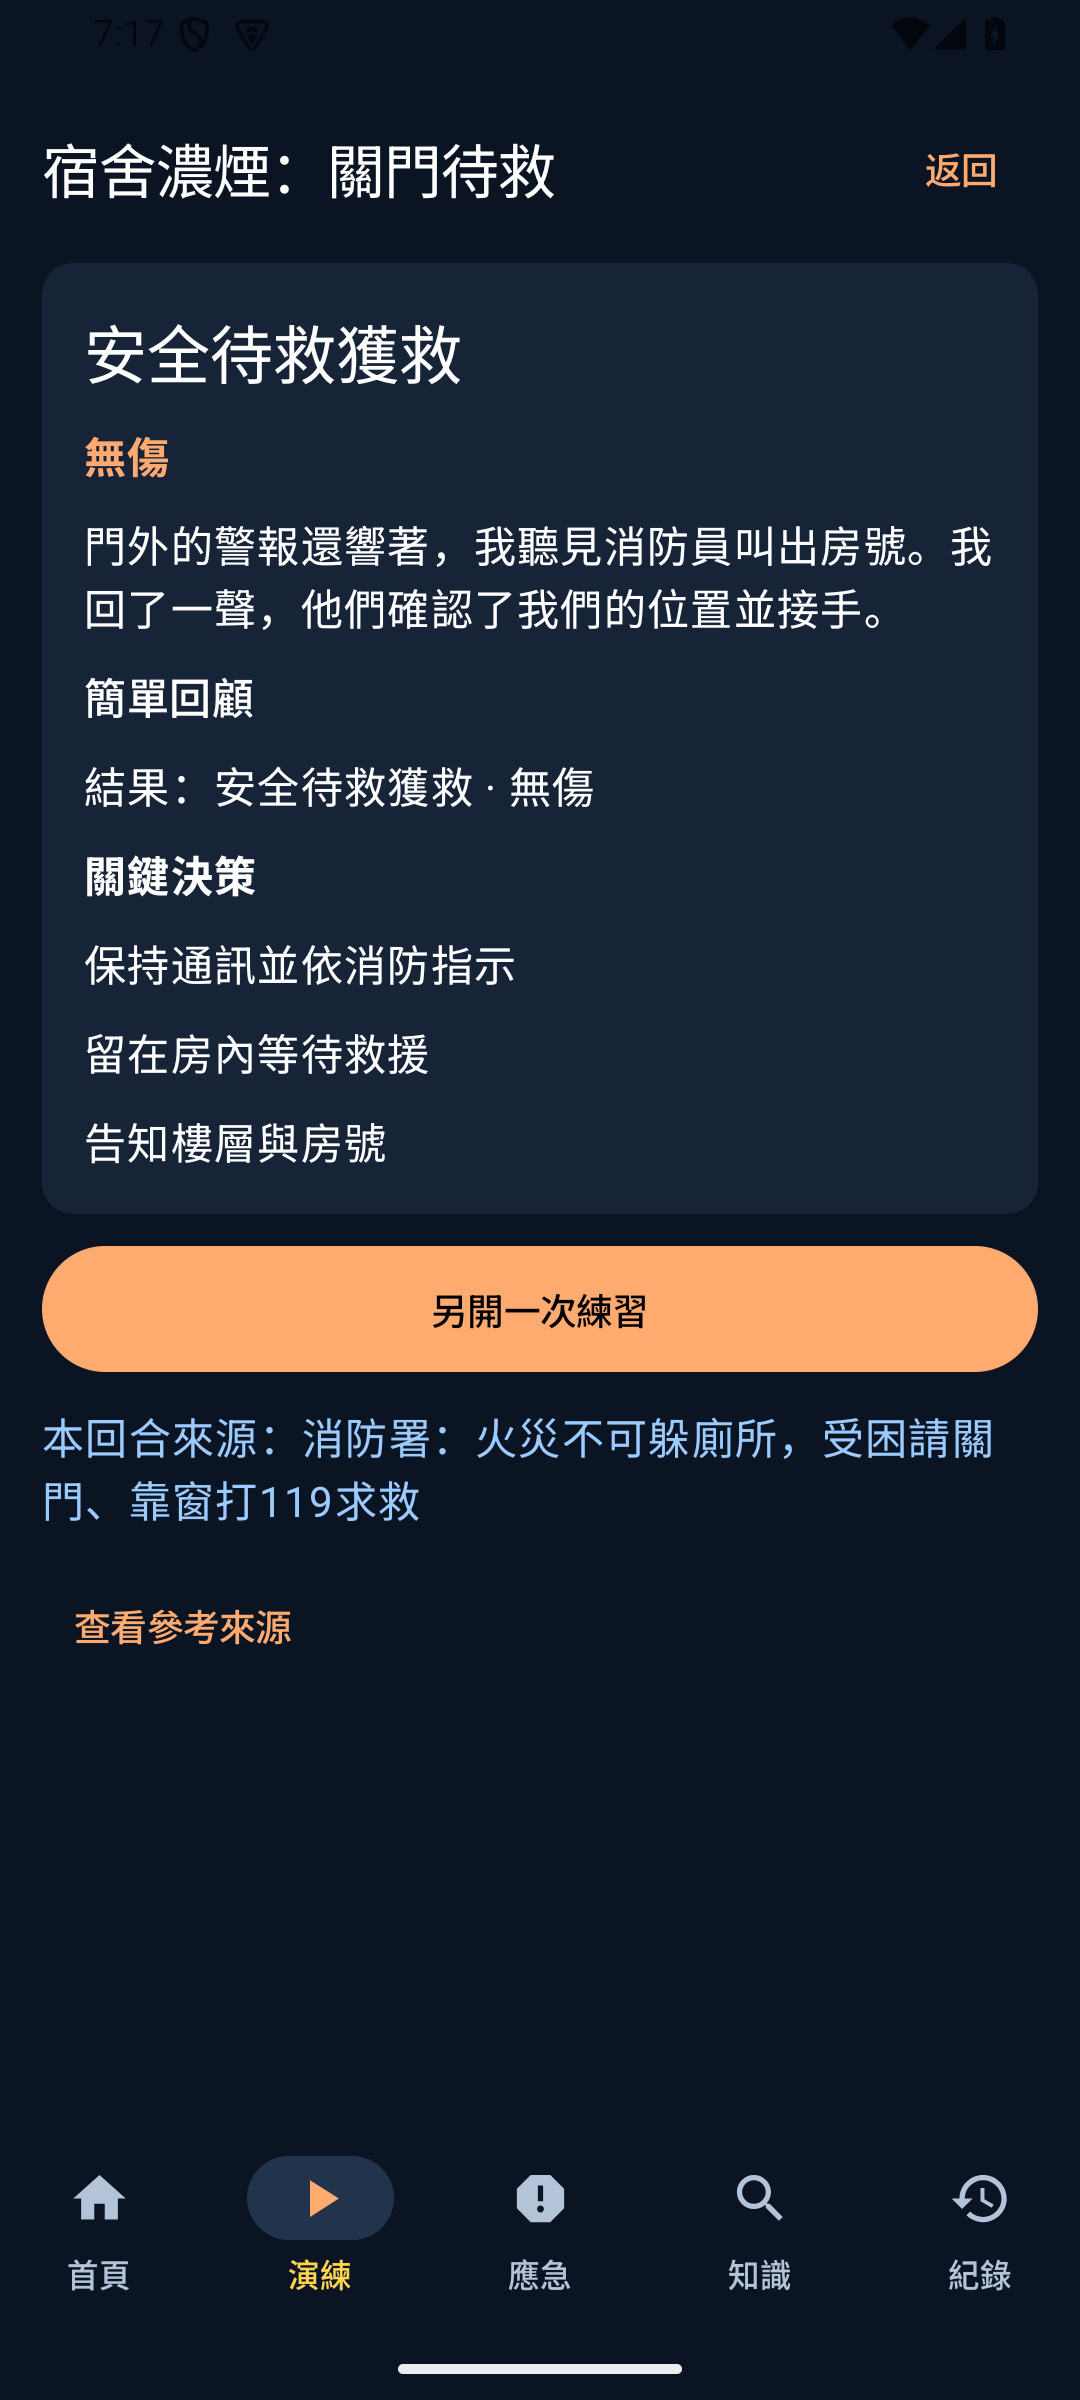 7:17
宿舍濃煙：關門待救
返回
安全待救獲救
無傷
門外的警報還響著，我聽見消防員叫出房號。我
回了一聲，他們確認了我們的位置並接手。
簡單回顧
結果：安全待救獲救 · 無傷
關鍵決策
保持通訊並依消防指示
留在房內等待救援
告知樓層與房號
另開一次練習
本回合來源：消防署：火災不可躲廁所，受困請關
門、靠窗打119求救
查看參考來源
首頁
演練
應急
知識
紀錄